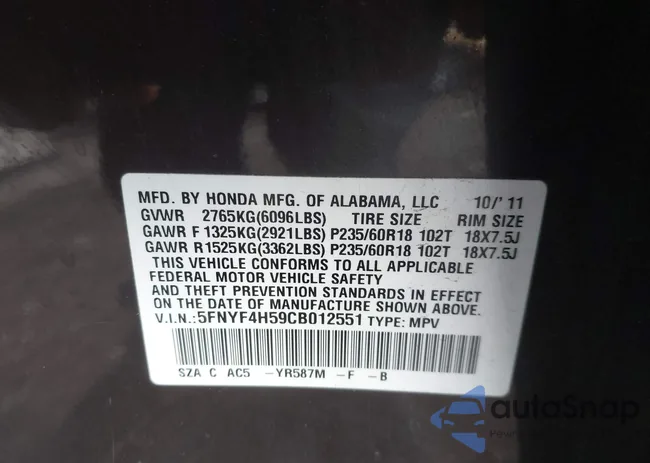 MFD. BY HONDA MFG. OF ALABAMA, LLC 10/'11
GVWR 2765KG(6096LBS) TIRE SIZE RIM SIZE
GAWR F 1325KG(2921LBS) P235/60R18 102T 18X7.5J
GAWR R 1525KG(3362LBS) P235/60R18 102T 18X7.5J
THIS VEHICLE CONFORMS TO ALL APPLICABLE
FEDERAL MOTOR VEHICLE SAFETY
AND THEFT PREVENTION STANDARDS IN EFFECT
ON THE DATE OF MANUFACTURE SHOWN ABOVE.
V.I.N.:5FNYF4H59CB012551 TYPE: MPV
SZA C AC5 -YR587M -F -B
autoSnap